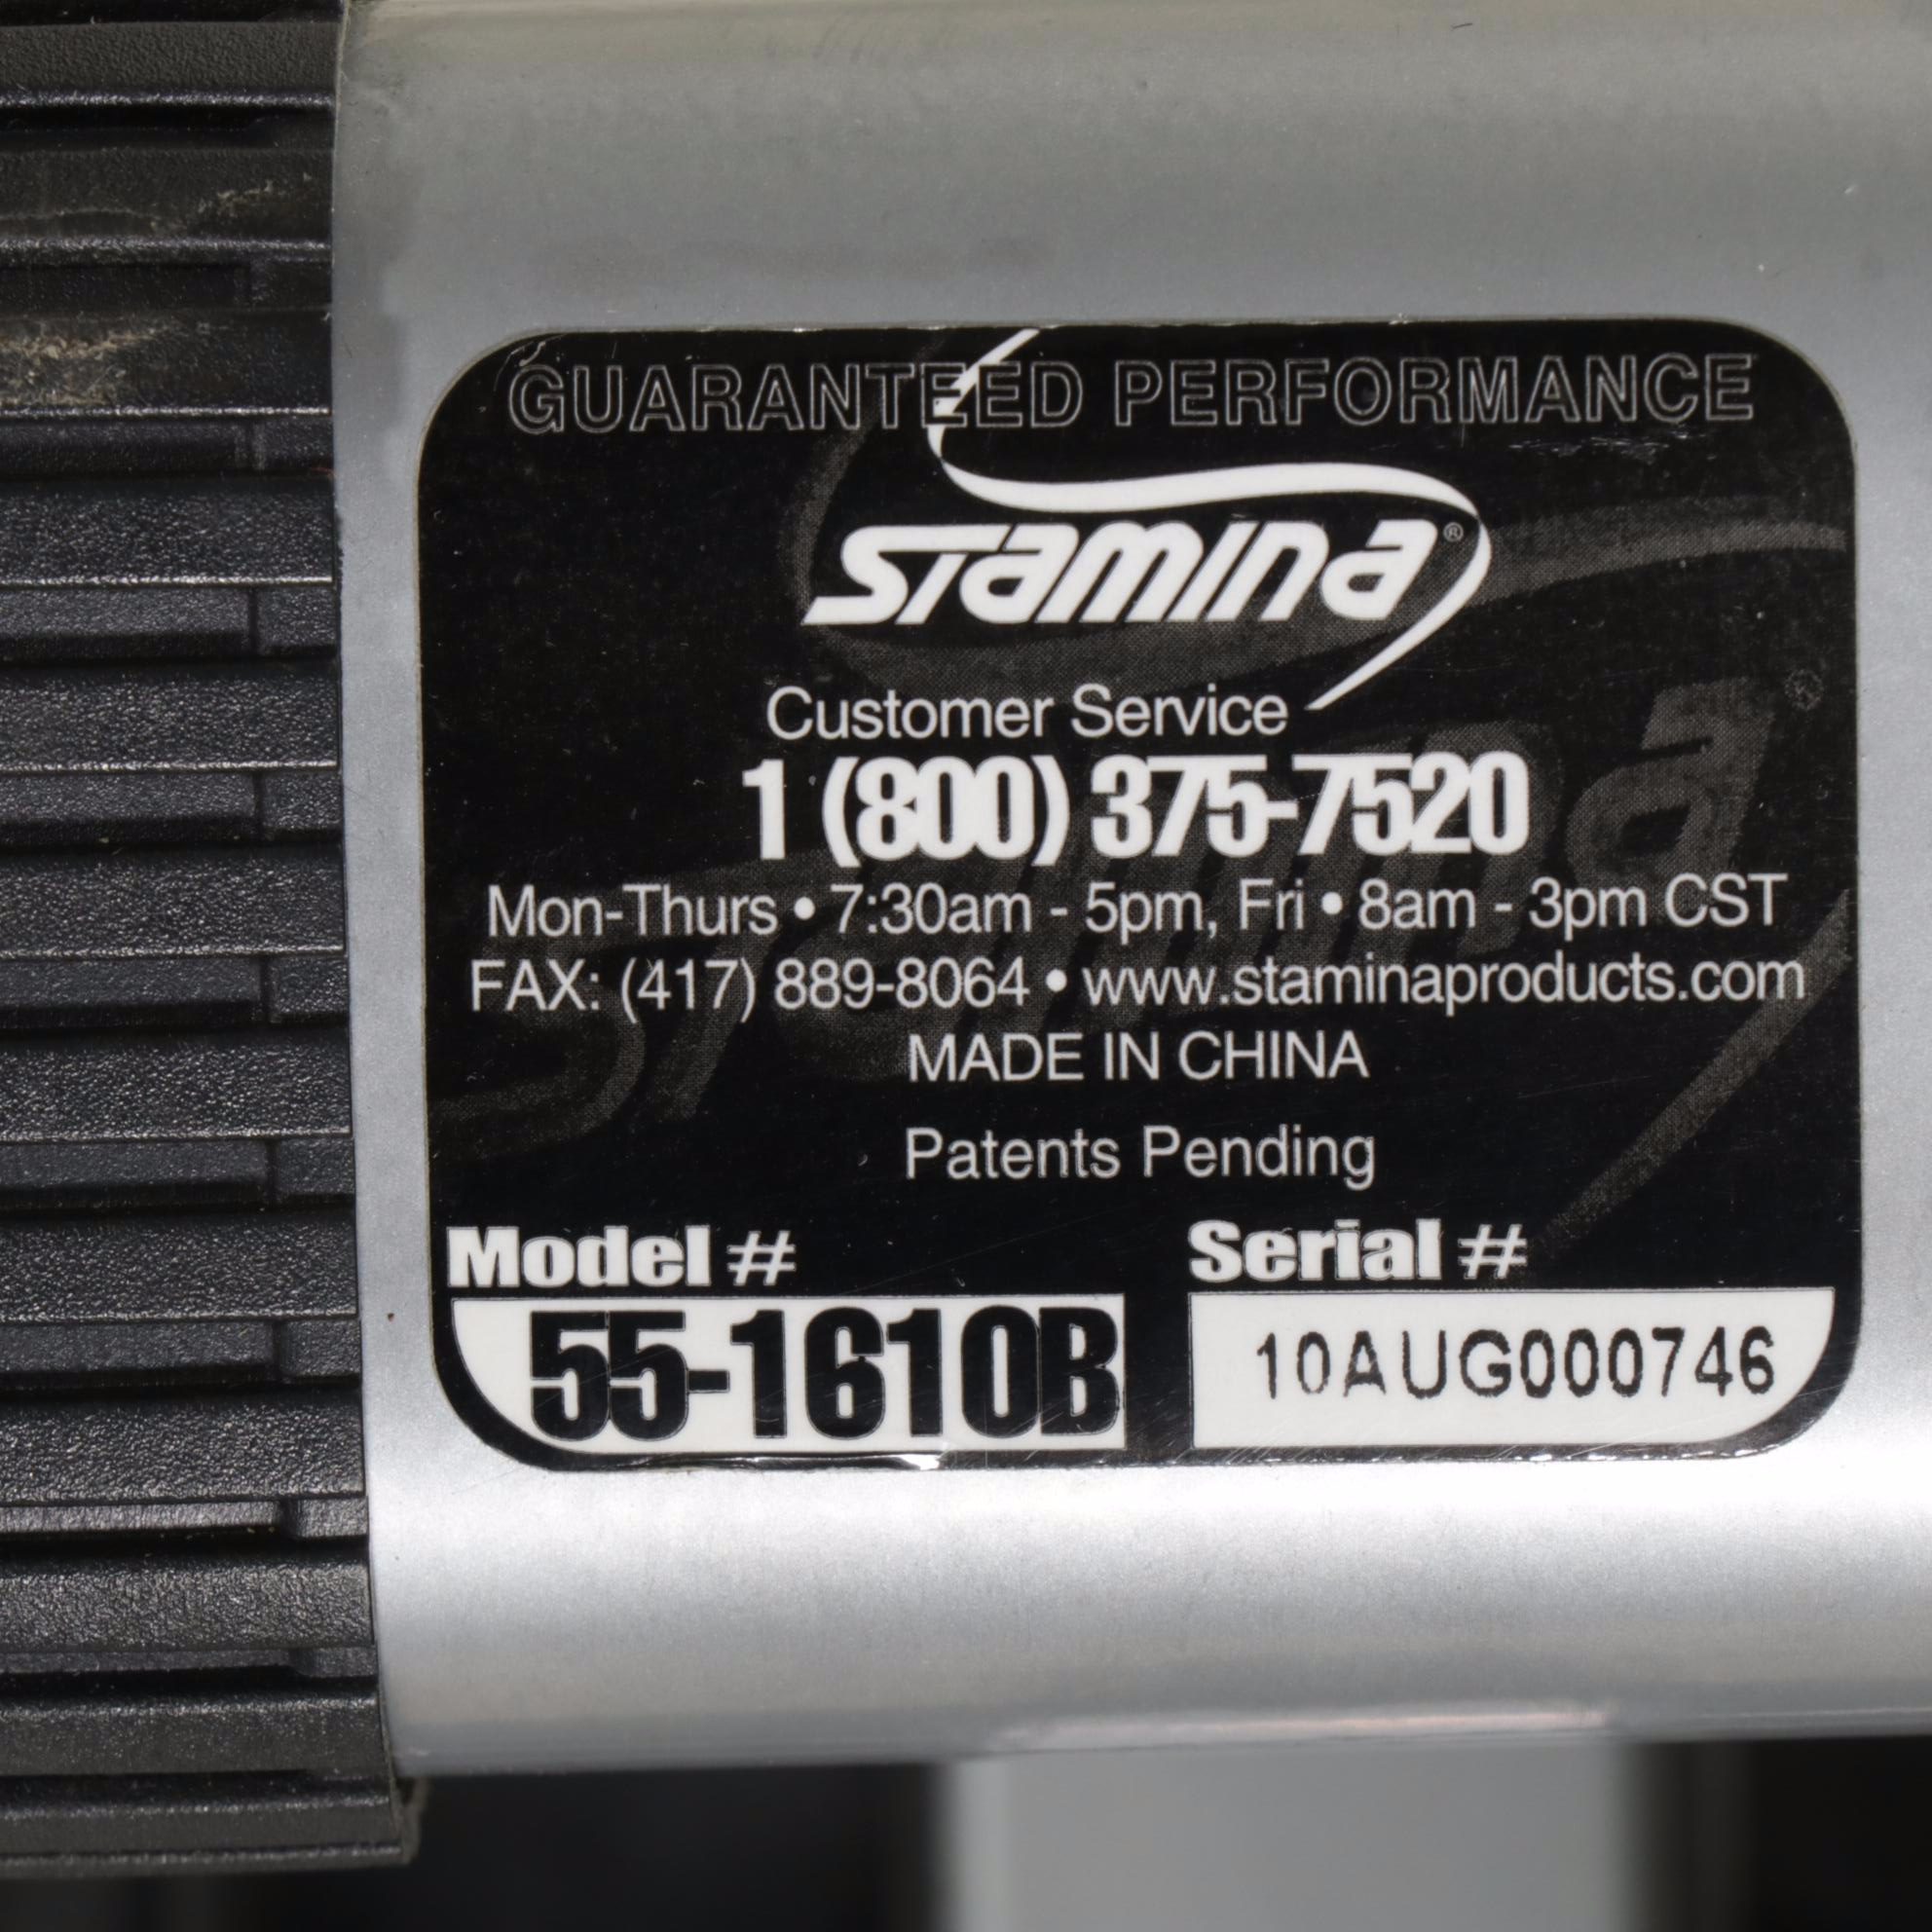 GUARANTEED PERFORMANCE
STAMINA®
Customer Service
1 (800) 375-7520
Mon-Thurs • 7:30am - 5pm, Fri • 8am - 3pm CST
FAX: (417) 889-8064 • www.staminaproducts.com
MADE IN CHINA
Patents Pending
Model # Serial #
55-1610B 10AUG000746